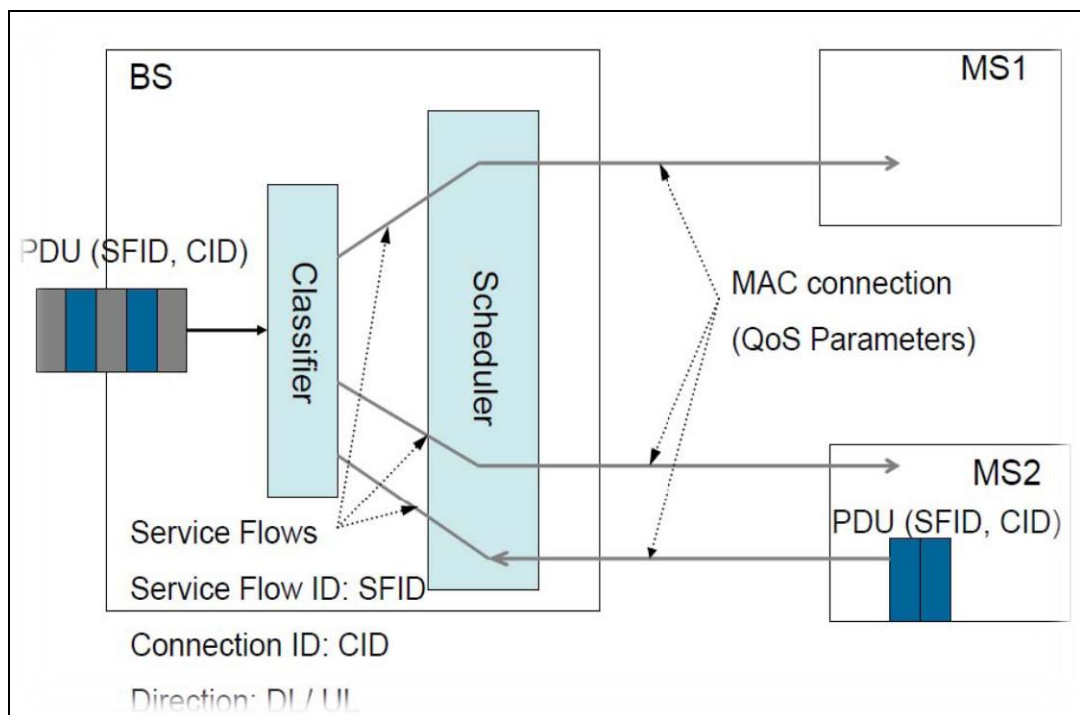 BS
MS1
PDU (SFID, CID)
Classifier
Scheduler
MAC connection
(QoS Parameters)
MS2
PDU (SFID, CID)
Service Flows
Service Flow ID: SFID
Connection ID: CID
Direction: DL/ UL